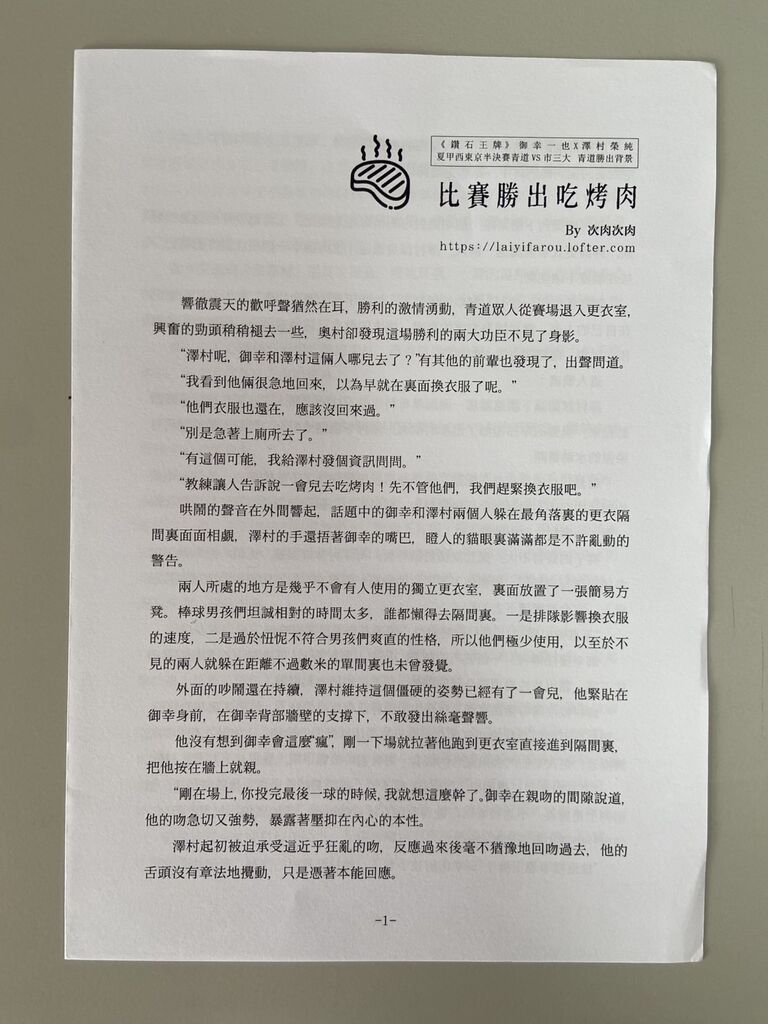 《鑽石王牌》御幸一也X澤村榮純
夏甲西東京半決賽青道VS市三大 青道勝出背景
比賽勝出吃烤肉
By 次肉次肉
https://laiyifarou.lofter.com
響徹震天的歡呼聲猶然在耳，勝利的激情湧動，青道眾人從賽場退入更衣室，
興奮的勁頭稍稍褪去一些，奧村卻發現這場勝利的兩大功臣不見了身影。
“澤村呢，御幸和澤村這倆人哪兒去了？”有其他的前輩也發現了，出聲問道。
“我看到他倆很急地回來，以為早就在裏面換衣服了呢。”
“他們衣服也還在，應該沒回來過。”
“別是急著上廁所去了。”
“有這個可能，我給澤村發個資訊問問。”
“教練讓人告訴說一會兒去吃烤肉！先不管他們，我們趕緊換衣服吧。”
哄鬧的聲音在外間響起，話題中的御幸和澤村兩個人躲在最角落裏的更衣隔
間裏面面相覷，澤村的手還捂著御幸的嘴巴，瞪人的貓眼裏滿滿都是不許亂動的
警告。
兩人所處的地方是幾乎不會有人使用的獨立更衣室，裏面放置了一張簡易方
凳。棒球男孩們坦誠相對的時間太多，誰都懶得去隔間裏。一是排隊影響換衣服
的速度，二是過於忸怩不符合男孩們爽直的性格，所以他們極少使用，以至於不
見的兩人就躲在距離不過數米的單間裏也未曾發覺。
外面的吵鬧還在持續，澤村維持這個僵硬的姿勢已經有了一會兒，他緊貼在
御幸身前，在御幸背部牆壁的支撐下，不敢發出絲毫聲響。
他沒有想到御幸會這麼“瘋”，剛一下場就拉著他跑到更衣室直接進到隔間裏，
把他按在牆上就親。
“剛在場上，你投完最後一球的時候，我就想這麼幹了。御幸在親吻的間隙說道，
他的吻急切又強勢，暴露著壓抑在內心的本性。
澤村起初被迫承受這近乎狂亂的吻，反應過來後毫不猶豫地回吻過去，他的
舌頭沒有章法地攪動，只是憑著本能回應。
-1-